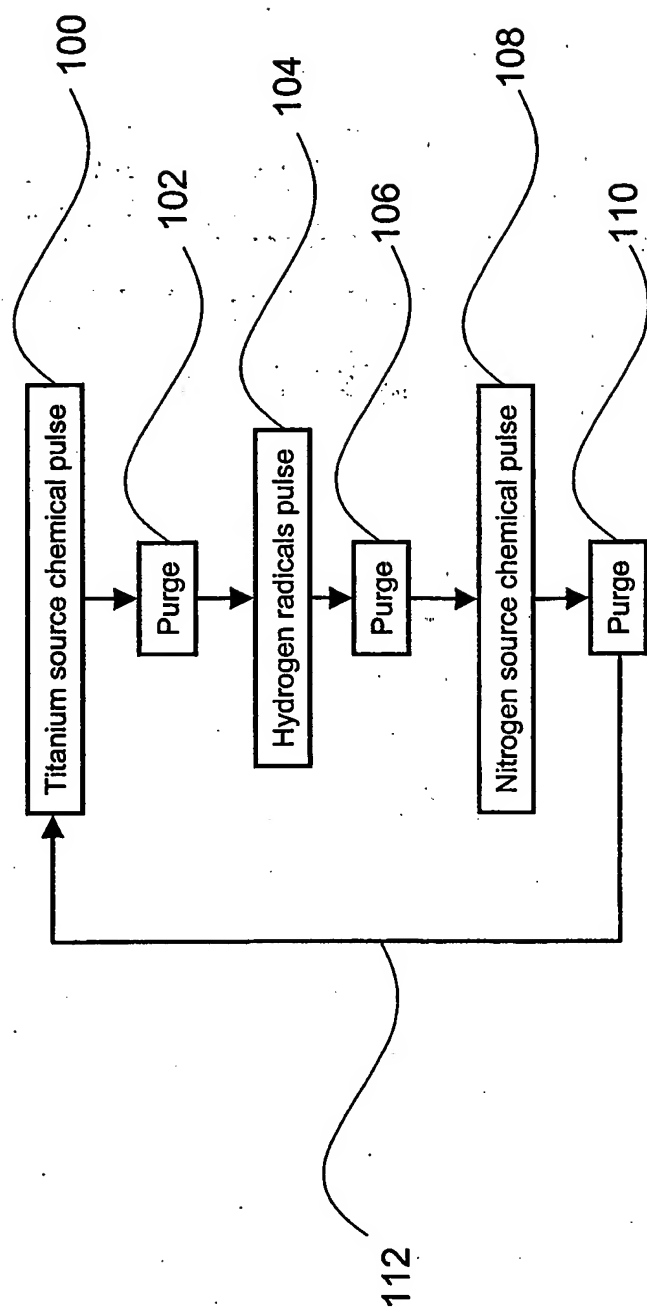 Titanium source chemical pulse
100
Purge
102
Hydrogen radicals pulse
104
Purge
106
Nitrogen source chemical pulse
108
Purge
110
112